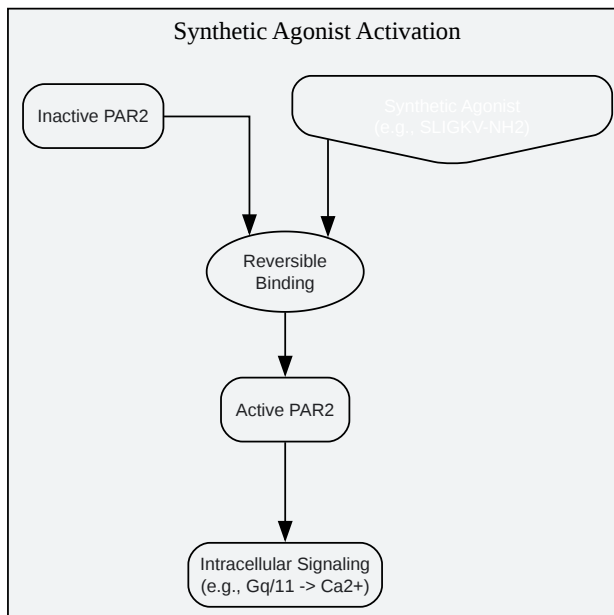 Synthetic Agonist Activation
Inactive PAR2
Synthetic Agonist
(e.g., SLIGKV-NH2)
Reversible
Binding
Active PAR2
Intracellular Signaling
(e.g., Gq/11 -> Ca2+)